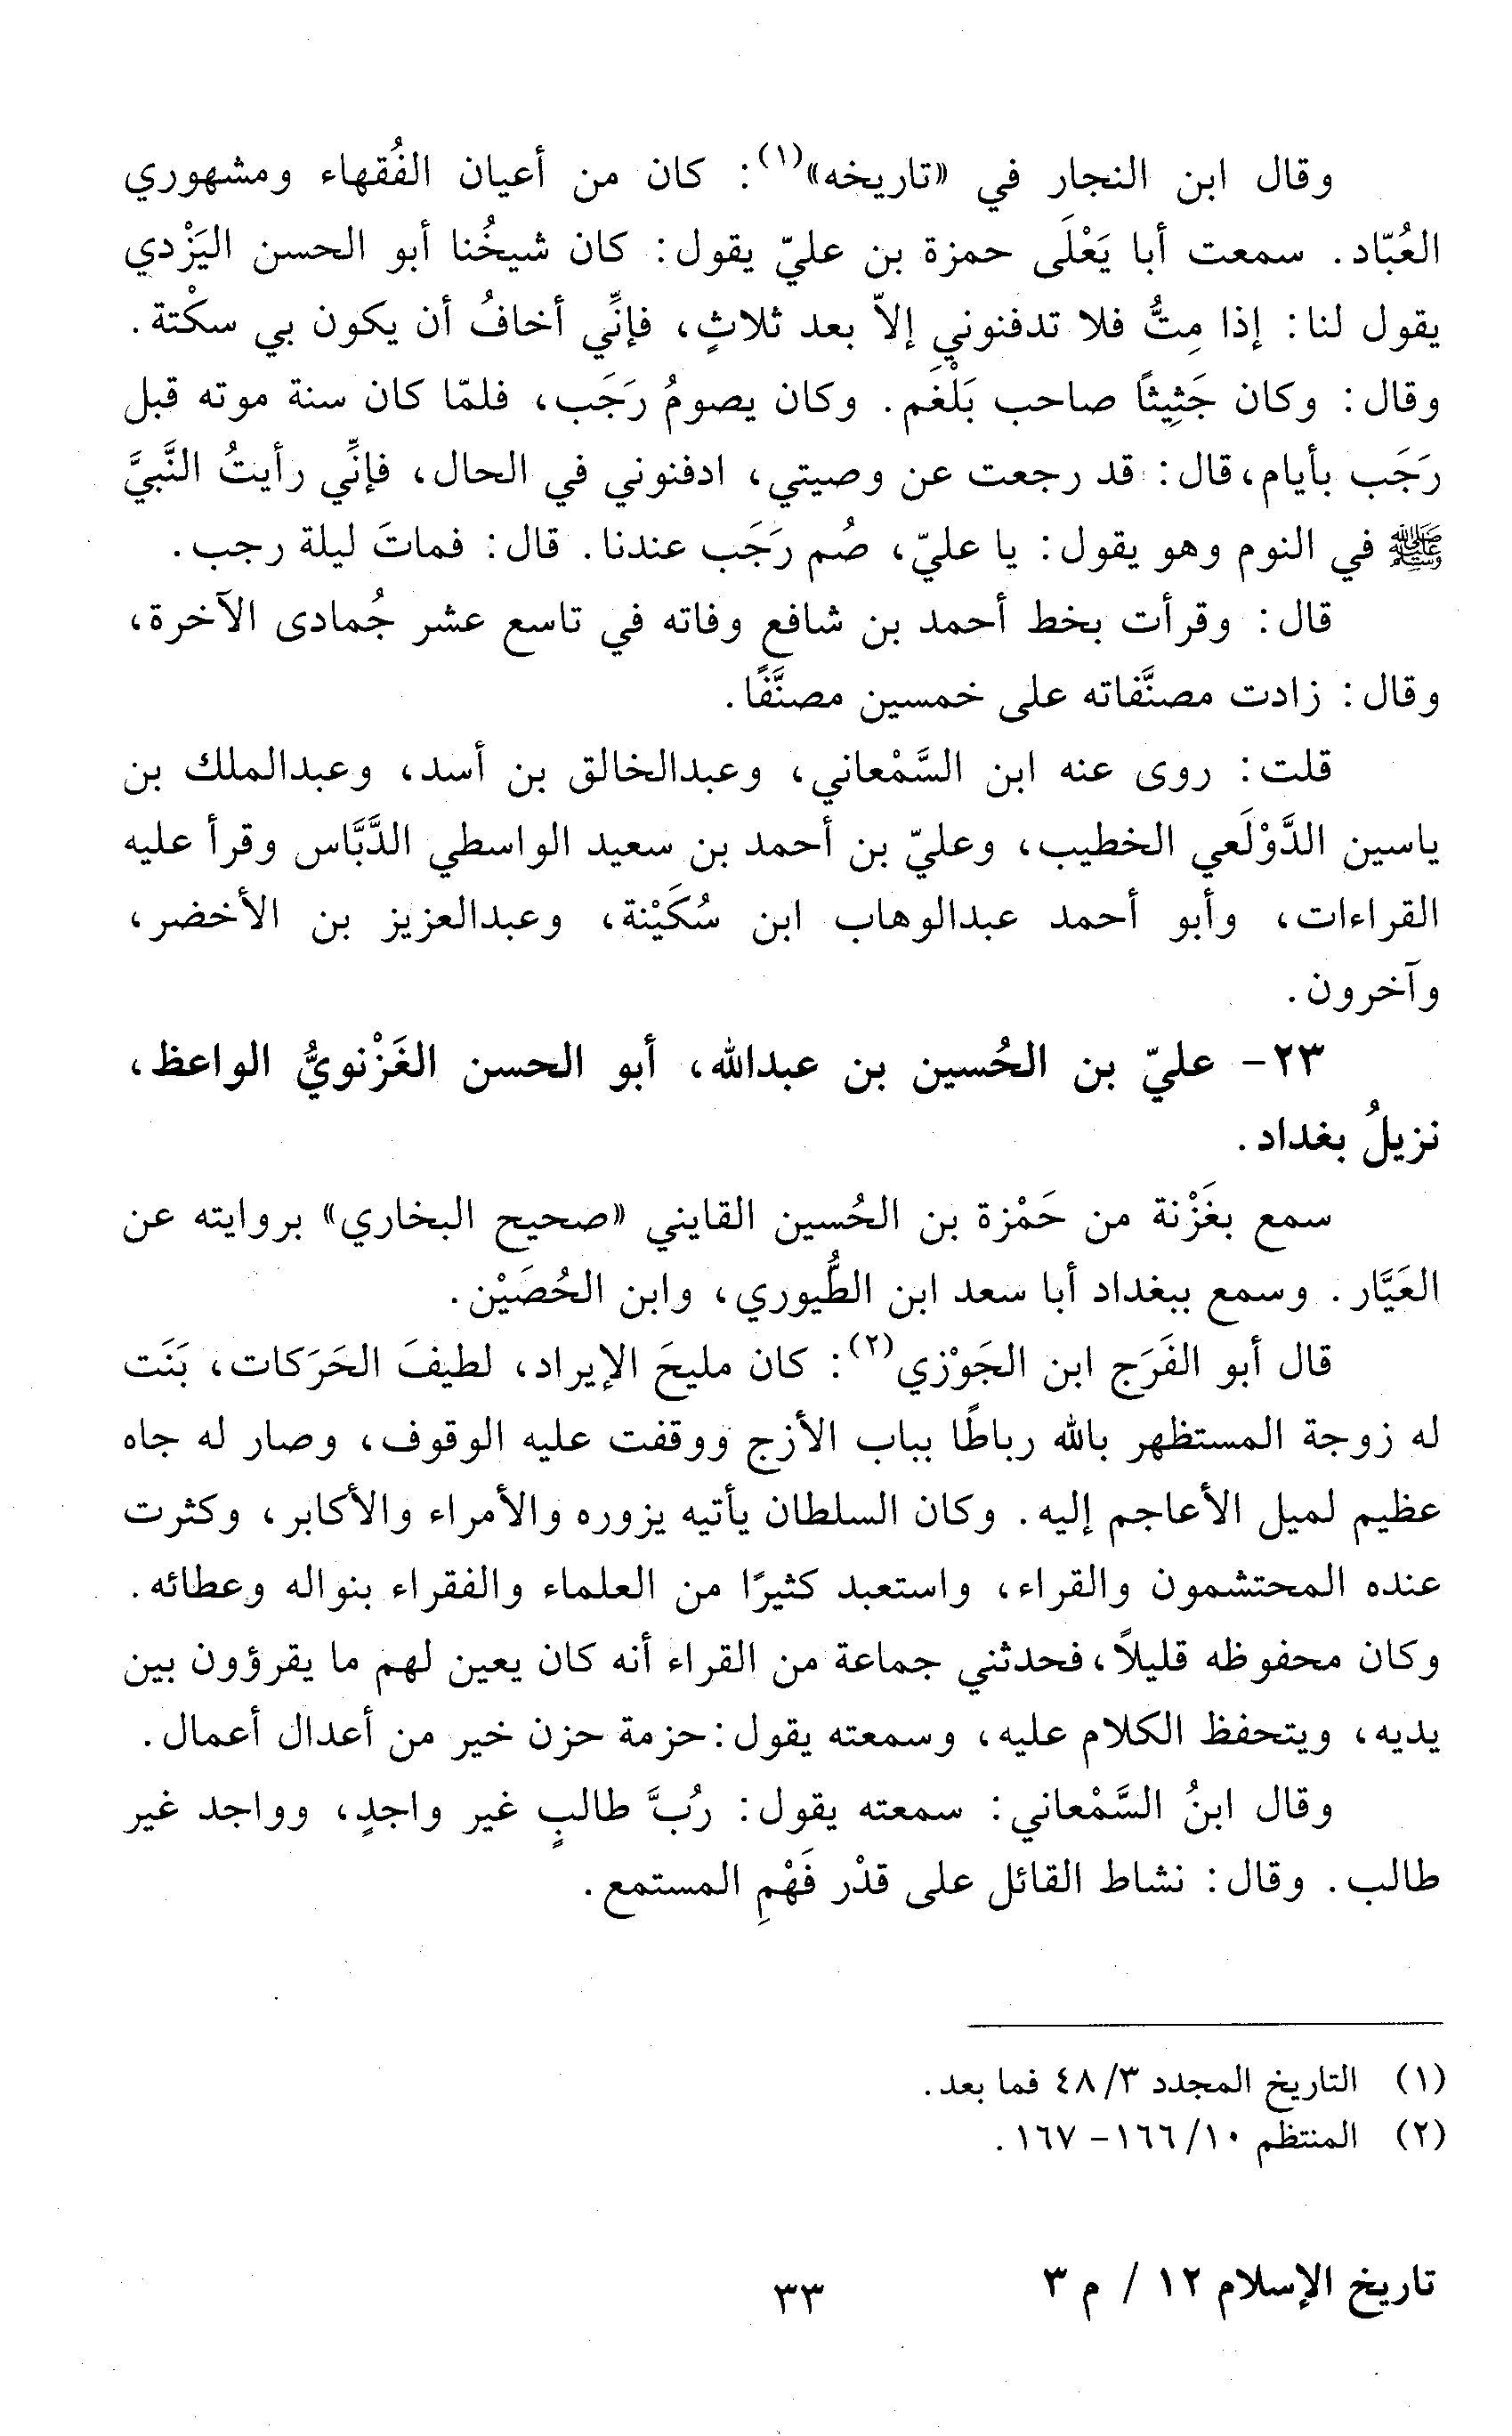 وقال ابن النجار في «تاريخه»(١): كان من أعيان الفُقهاء ومشهوري
العُبّاد. سمعت أبا يَعْلَى حمزة بن عليّ يقول: كان شيخُنا أبو الحسن اليَزْدي
يقول لنا: إذا مِتُّ فلا تدفنوني إلاّ بعد ثلاثٍ، فإنِّي أخافُ أن يكون بي سكْتة.
وقال: وكان جَثِيثًا صاحب بَلْغَم. وكان يصومُ رَجَب، فلمّا كان سنة موته قبل
رَجَب بأيام، قال: قد رجعت عن وصيتي، ادفنوني في الحال، فإنِّي رأيتُ النَّبيَّ
ﷺ في النوم وهو يقول: يا عليّ، صُم رَجَب عندنا. قال: فماتَ ليلة رجب.
قال: وقرأت بخط أحمد بن شافع وفاته في تاسع عشر جُمادى الآخرة،
وقال: زادت مصنَّفاته على خمسين مصنَّفًا.
قلت: روى عنه ابن السَّمْعاني، وعبدالخالق بن أسد، وعبدالملك بن
ياسين الدَّوْلَعي الخطيب، وعليّ بن أحمد بن سعيد الواسطي الدَّبَّاس وقرأ عليه
القراءات، وأبو أحمد عبدالوهاب ابن سُكَيْنة، وعبدالعزيز بن الأخضر،
وآخرون.
٢٣- عليّ بن الحُسين بن عبدالله، أبو الحسن الغَزْنويُّ الواعظ،
نزيلُ بغداد.
سمع بغَزْنة من حَمْزة بن الحُسين القايني «صحيح البخاري» بروايته عن
العَيَّار. وسمع ببغداد أبا سعد ابن الطُّيوري، وابن الحُصَيْن.
قال أبو الفَرَج ابن الجَوْزي(٢): كان مليحَ الإيراد، لطيفَ الحَرَكات، بَنَت
له زوجة المستظهر بالله رباطًا بباب الأزج ووقفت عليه الوقوف، وصار له جاه
عظيم لميل الأعاجم إليه. وكان السلطان يأتيه يزوره والأمراء والأكابر، وكثرت
عنده المحتشمون والقراء، واستعبد كثيرًا من العلماء والفقراء بنواله وعطائه.
وكان محفوظه قليلاً، فحدثني جماعة من القراء أنه كان يعين لهم ما يقرؤون بين
يديه، ويتحفظ الكلام عليه، وسمعته يقول: حزمة حزن خير من أعدال أعمال.
وقال ابنُ السَّمْعاني: سمعته يقول: رُبَّ طالبٍ غير واجدٍ، وواجد غير
طالب. وقال: نشاط القائل على قدْر فَهْمِ المستمع.
(١) التاريخ المجدد ٣/ ٤٨ فما بعد.
(٢) المنتظم ١٠/ ١٦٦- ١٦٧.
تاريخ الإسلام ١٢ / م ٣
٣٣